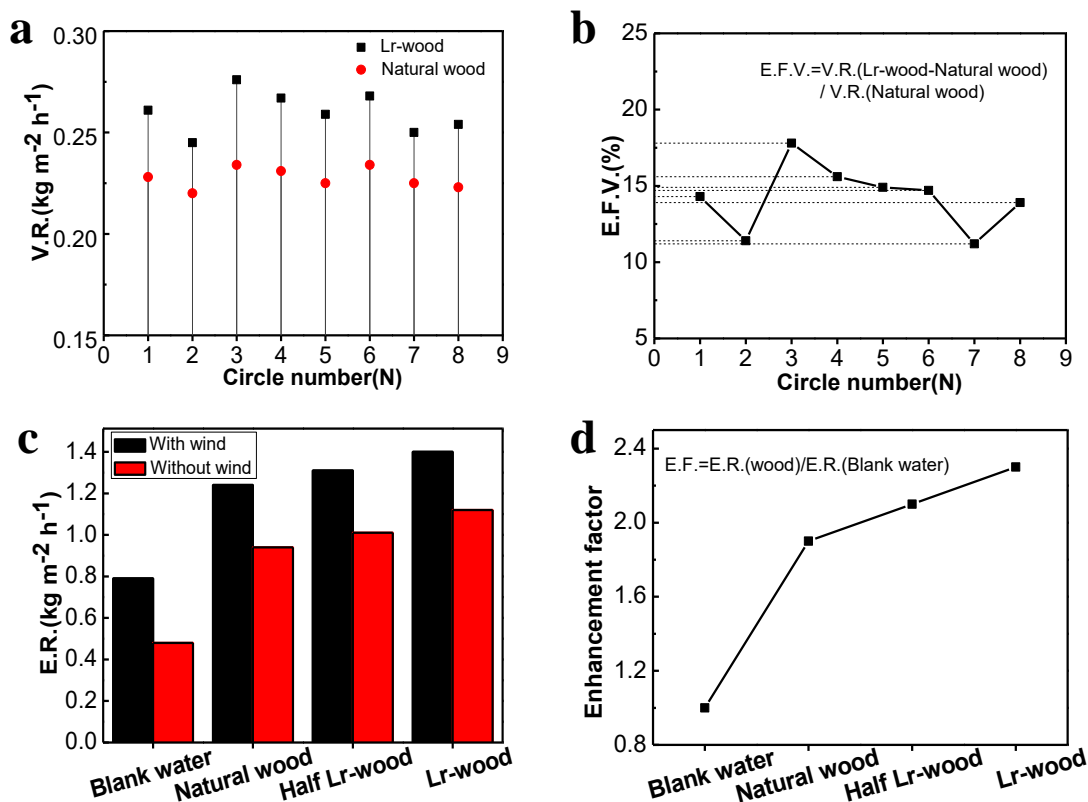 a
0.30
0.25
0.20
0.15
V.R.(kg m⁻² h⁻¹)
Lr-wood
Natural wood
0 1 2 3 4 5 6 7 8 9
Circle number(N)
b
25
20
15
10
5
E.F.V.(%)
E.F.V.=V.R.(Lr-wood-Natural wood)
/ V.R.(Natural wood)
0 1 2 3 4 5 6 7 8 9
Circle number(N)
c
1.4
1.2
1.0
0.8
0.6
0.4
0.2
0.0
E.R.(kg m⁻² h⁻¹)
With wind
Without wind
Blank water
Natural wood
Half Lr-wood
Lr-wood
d
2.4
2.0
1.6
1.2
0.8
Enhancement factor
E.F.=E.R.(wood)/E.R.(Blank water)
Blank water
Natural wood
Half Lr-wood
Lr-wood